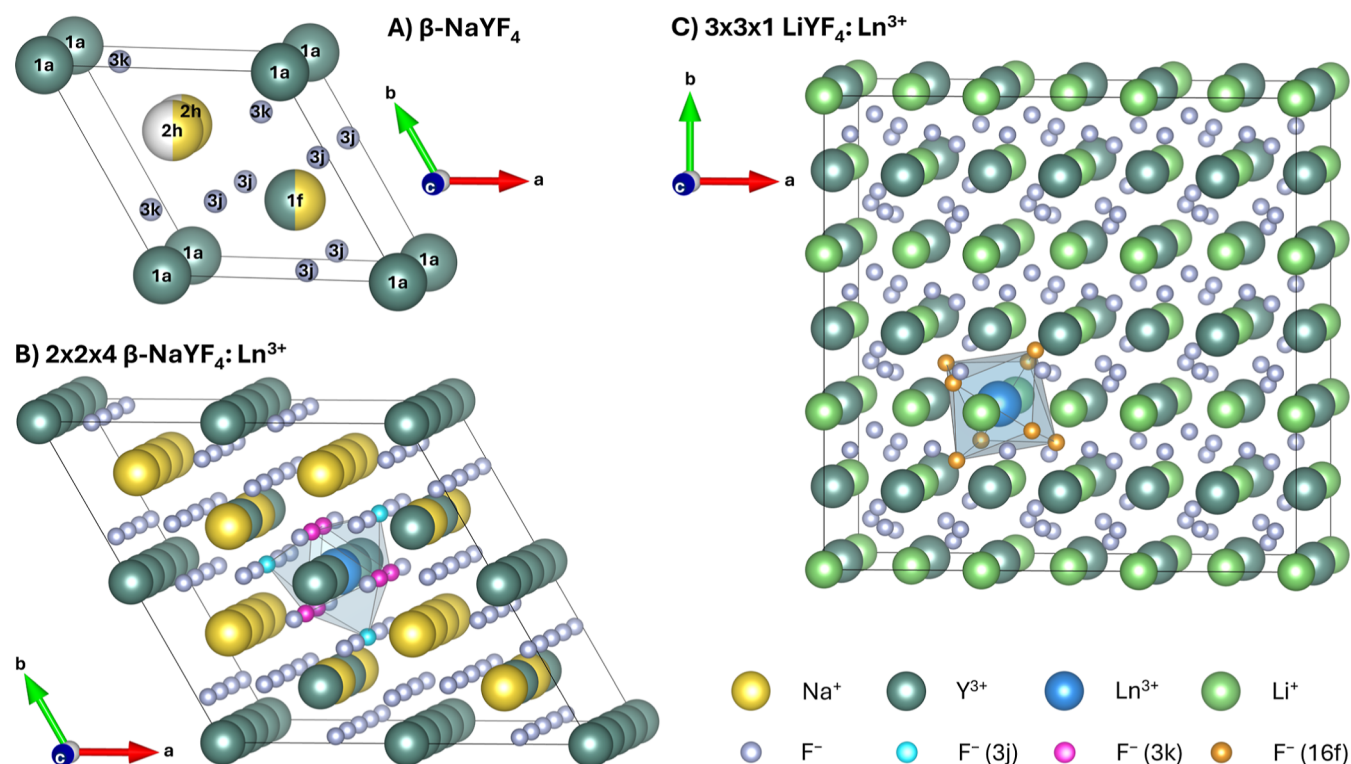 A) β-NaYF₄
1a
1a
3k
1a
1a
2h
2h
3k
3j
3j
3j
3j
3k
1f
1a
1a
3j
3j
1a
1a
b
a
c
B) 2x2x4 β-NaYF₄: Ln³⁺
b
a
c
C) 3x3x1 LiYF₄: Ln³⁺
b
a
c
Na⁺ Y³⁺ Ln³⁺ Li⁺
F⁻ F⁻ (3j) F⁻ (3k) F⁻ (16f)